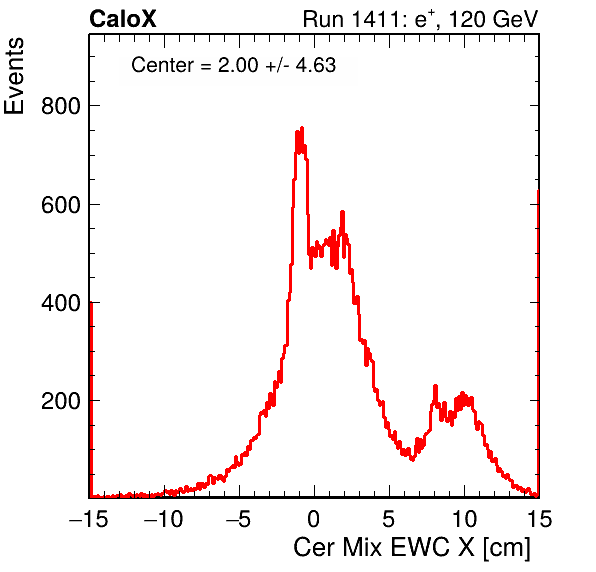 CaloX
Run 1411: e+, 120 GeV
Events
Center = 2.00 +/- 4.63
800
600
400
200
−15 −10 −5 0 5 10 15
Cer Mix EWC X [cm]